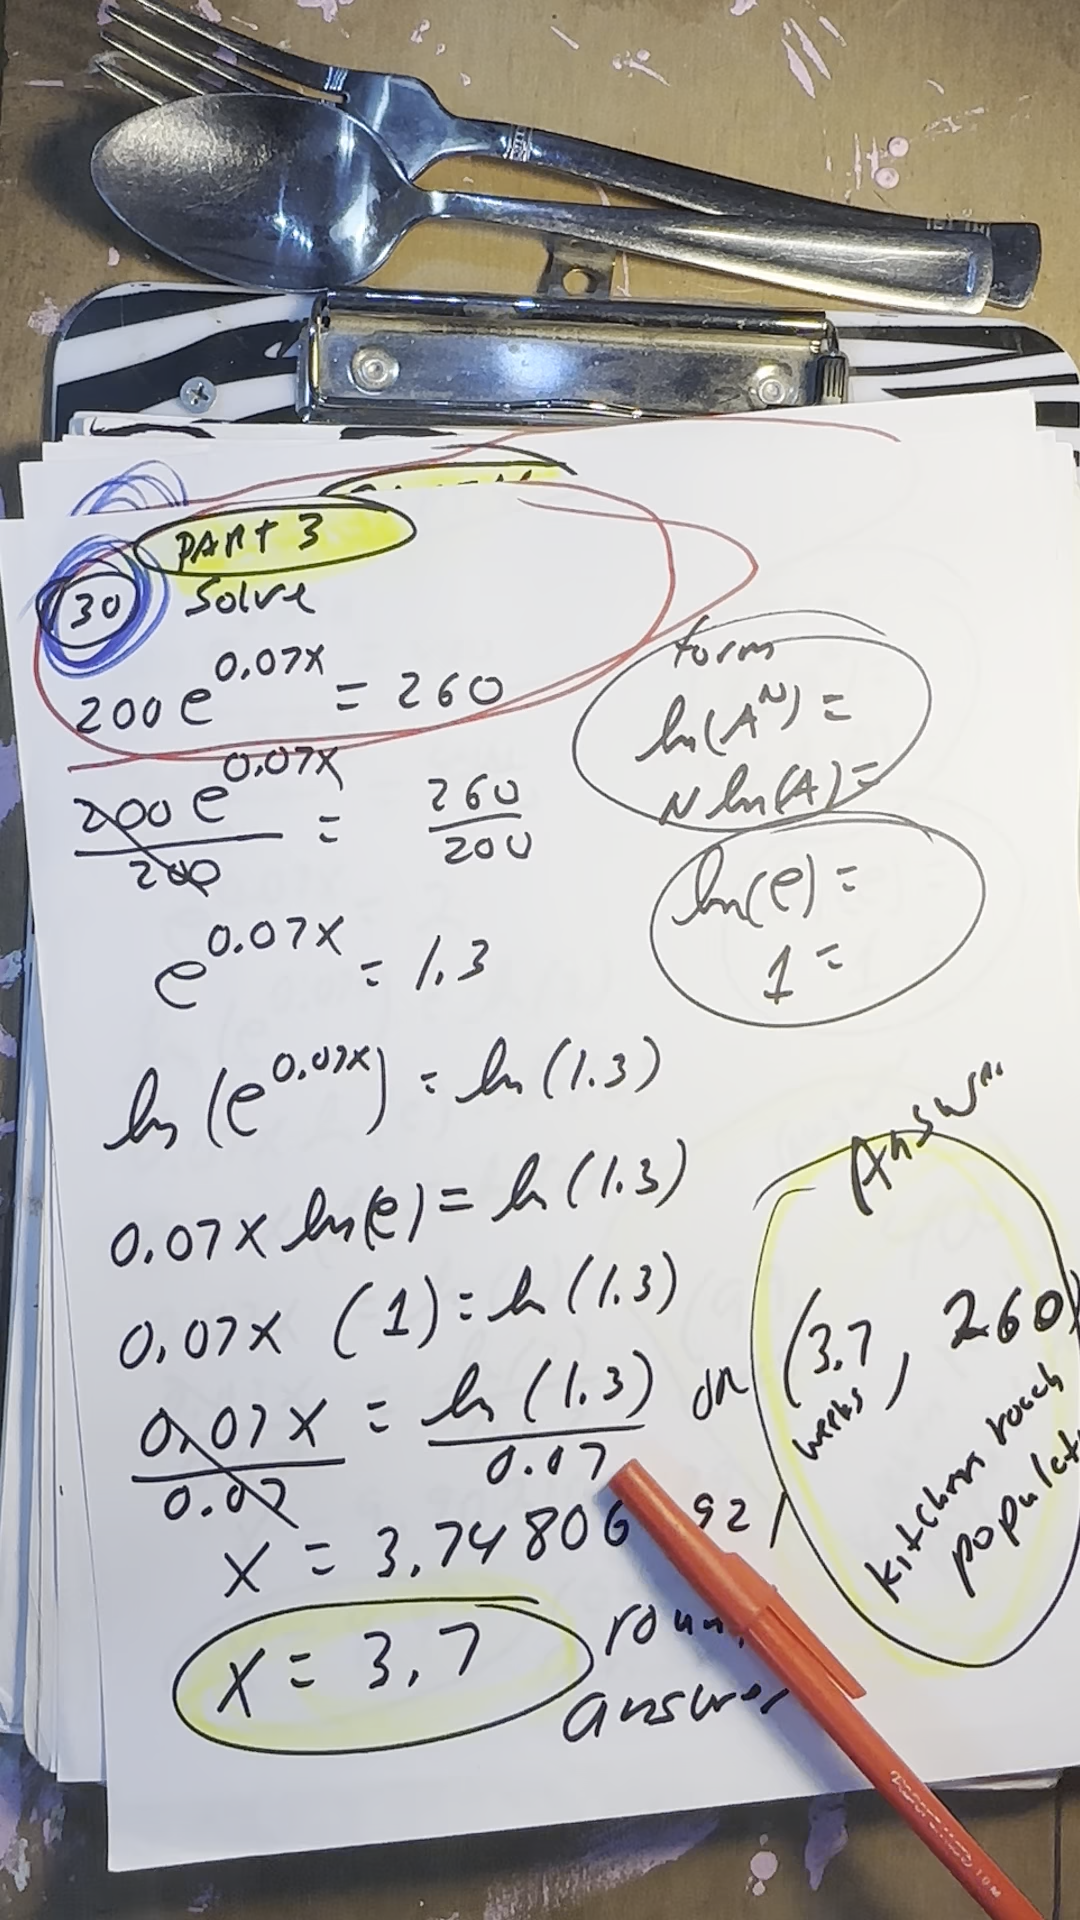 PART 3
30 Solve
200 e^0.07x = 260
200 e^0.07x / 200 = 260 / 200
e^0.07x = 1.3
ln (e^0.07x) = ln (1.3)
0.07x ln(e) = ln (1.3)
0.07x (1) = ln (1.3)
0.07x / 0.07 = ln (1.3) / 0.07
x = 3.74806 92
x = 3.7
answer
form
ln(A^N) =
N ln(A) =
ln(e) =
1 =
or
(3.7, 260)
weeks
kitchen roach